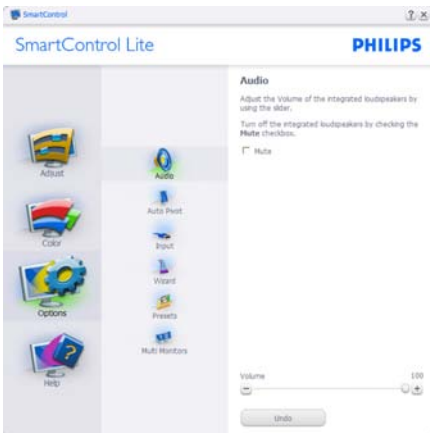 SmartControl
SmartControl Lite
PHILIPS
Adjust
Color
Options
Help
Audio
Auto Pivot
Input
Wizard
Presets
Multi Monitors
Audio
Adjust the Volume of the integrated loudspeakers by
using the slider.
Turn off the integrated loudspeakers by checking the
Mute checkbox.
Mute
Volume 100
Undo